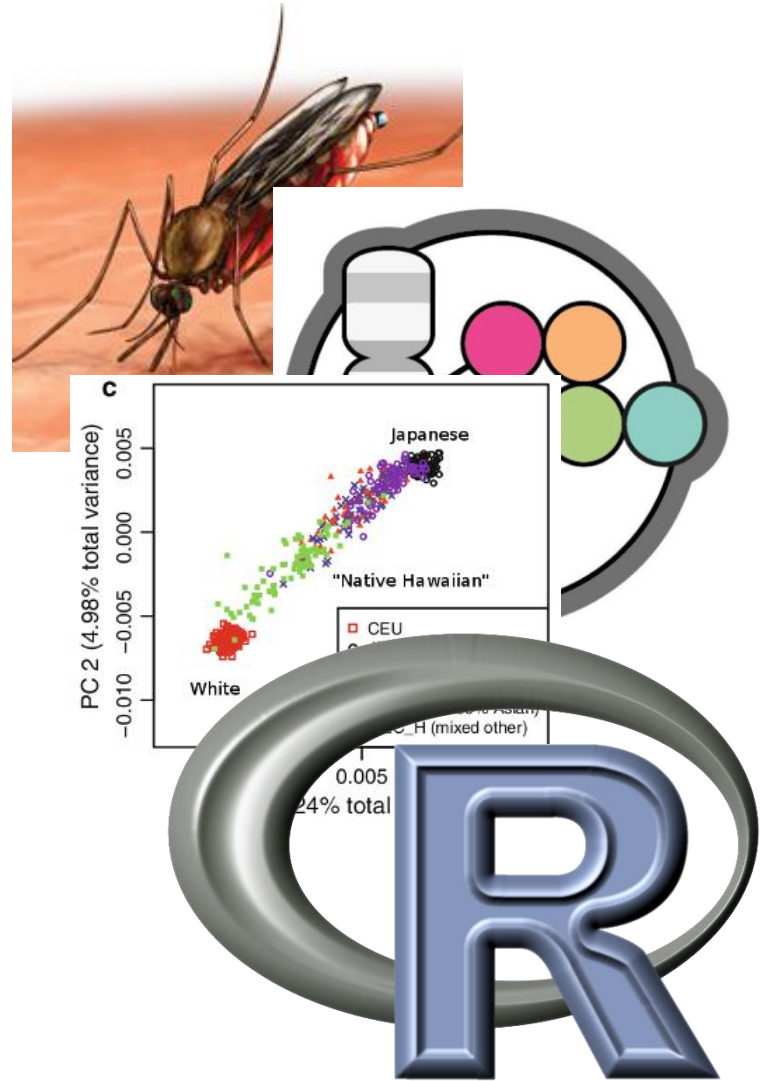 c
Japanese
0.005
0.000
"Native Hawaiian"
-0.005
CEU
White
-0.010
_H (mixed other)
PC 2 (4.98% total variance)
0.005
24% total
R